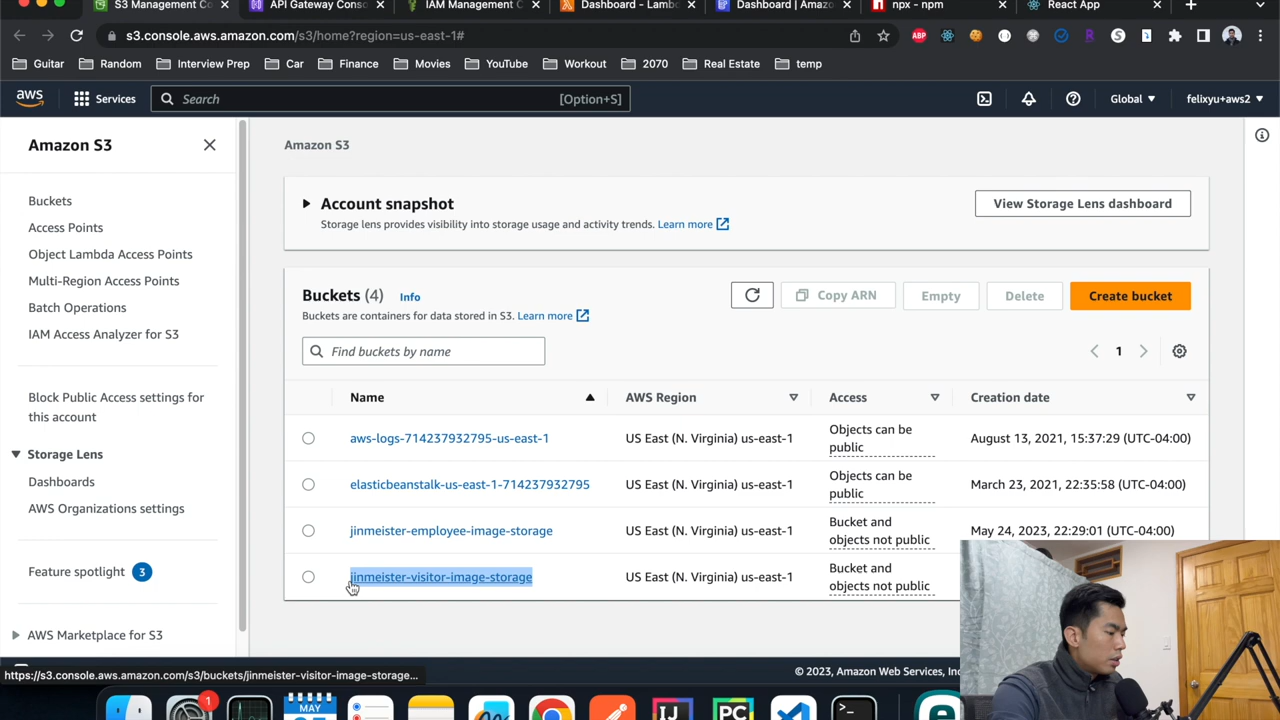 S3 Management Co
API Gateway Conso
IAM Management C
Dashboard - Lamb
Dashboard | Amazo
npx - npm
React App
s3.console.aws.amazon.com/s3/home?region=us-east-1#
ABP
Guitar
Random
Interview Prep
Car
Finance
Movies
YouTube
Workout
2070
Real Estate
temp
aws
Services
Search
[Option+S]
Global
felixyu+aws2
Amazon S3
Buckets
Access Points
Object Lambda Access Points
Multi-Region Access Points
Batch Operations
IAM Access Analyzer for S3
Block Public Access settings for
this account
Storage Lens
Dashboards
AWS Organizations settings
Feature spotlight 3
AWS Marketplace for S3
Amazon S3
Account snapshot
Storage lens provides visibility into storage usage and activity trends. Learn more
View Storage Lens dashboard
Buckets (4) Info
Buckets are containers for data stored in S3. Learn more
Copy ARN
Empty
Delete
Create bucket
Find buckets by name
1
Name
AWS Region
Access
Creation date
aws-logs-714237932795-us-east-1
US East (N. Virginia) us-east-1
Objects can be
public
August 13, 2021, 15:37:29 (UTC-04:00)
elasticbeanstalk-us-east-1-714237932795
US East (N. Virginia) us-east-1
Objects can be
public
March 23, 2021, 22:35:58 (UTC-04:00)
jinmeister-employee-image-storage
US East (N. Virginia) us-east-1
Bucket and
objects not public
May 24, 2023, 22:29:01 (UTC-04:00)
jinmeister-visitor-image-storage
US East (N. Virginia) us-east-1
Bucket and
objects not public
https://s3.console.aws.amazon.com/s3/buckets/jinmeister-visitor-image-storage...
© 2023, Amazon Web Services, Inc
1
MAY
IJ
PC